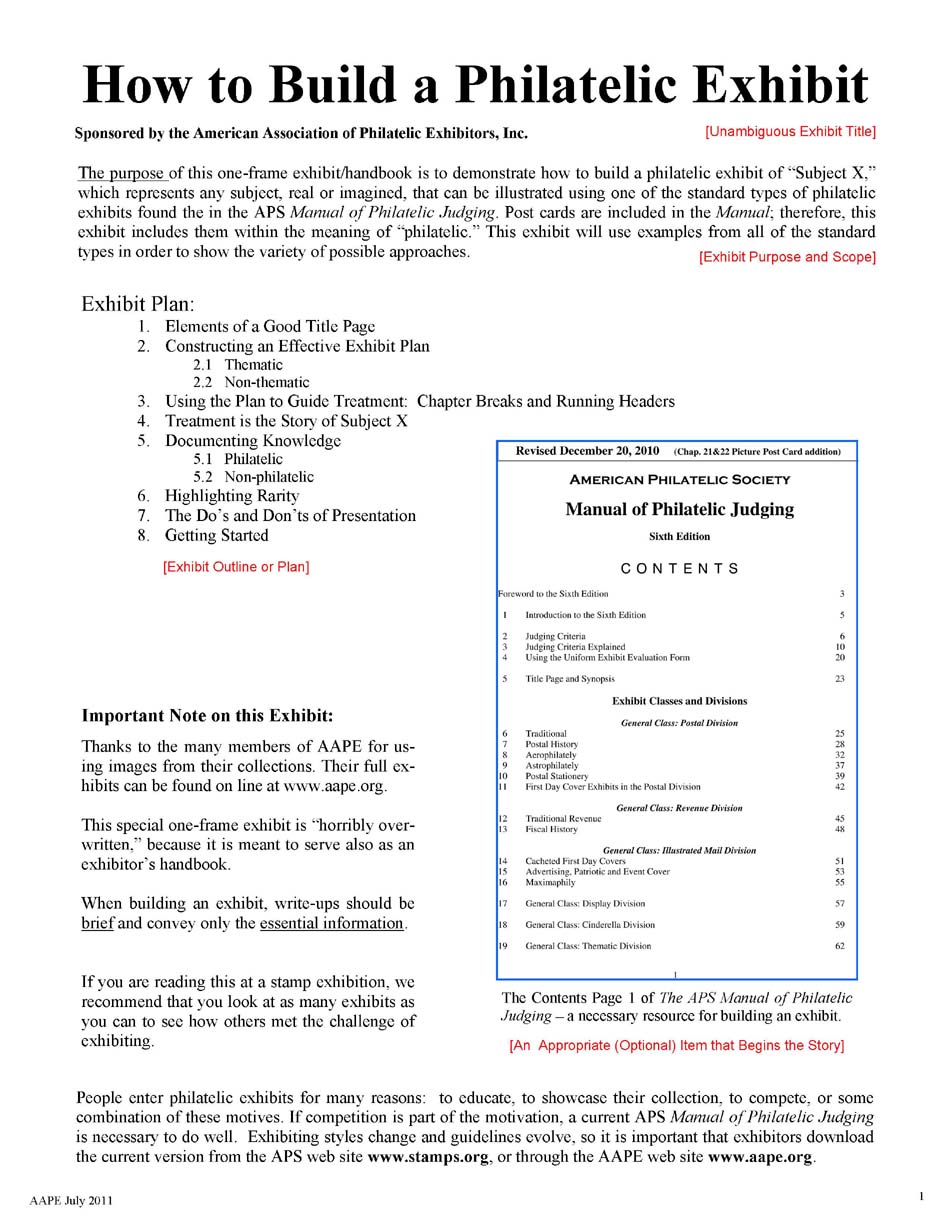 How to Build a Philatelic Exhibit
Sponsored by the American Association of Philatelic Exhibitors, Inc.
[Unambiguous Exhibit Title]
The purpose of this one-frame exhibit/handbook is to demonstrate how to build a philatelic exhibit of “Subject X,”
which represents any subject, real or imagined, that can be illustrated using one of the standard types of philatelic
exhibits found the in the APS Manual of Philatelic Judging. Post cards are included in the Manual; therefore, this
exhibit includes them within the meaning of “philatelic.” This exhibit will use examples from all of the standard
types in order to show the variety of possible approaches.
[Exhibit Purpose and Scope]
Exhibit Plan:
1. Elements of a Good Title Page
2. Constructing an Effective Exhibit Plan
2.1 Thematic
2.2 Non-thematic
3. Using the Plan to Guide Treatment: Chapter Breaks and Running Headers
4. Treatment is the Story of Subject X
5. Documenting Knowledge
5.1 Philatelic
5.2 Non-philatelic
6. Highlighting Rarity
7. The Do’s and Don’ts of Presentation
8. Getting Started
[Exhibit Outline or Plan]
Important Note on this Exhibit:
Thanks to the many members of AAPE for us-
ing images from their collections. Their full ex-
hibits can be found on line at www.aape.org.
This special one-frame exhibit is “horribly over-
written,” because it is meant to serve also as an
exhibitor’s handbook.
When building an exhibit, write-ups should be
brief and convey only the essential information.
If you are reading this at a stamp exhibition, we
recommend that you look at as many exhibits as
you can to see how others met the challenge of
exhibiting.
Revised December 20, 2010 (Chap. 21&22 Picture Post Card addition)
American Philatelic Society
Manual of Philatelic Judging
Sixth Edition
CONTENTS
Foreword to the Sixth Edition 3
1 Introduction to the Sixth Edition 5
2 Judging Criteria 6
3 Judging Criteria Explained 10
4 Using the Uniform Exhibit Evaluation Form 20
5 Title Page and Synopsis 23
Exhibit Classes and Divisions
General Class: Postal Division
6 Traditional 25
7 Postal History 28
8 Aerophilately 32
9 Astrophilately 37
10 Postal Stationery 39
11 First Day Cover Exhibits in the Postal Division 42
General Class: Revenue Division
12 Traditional Revenue 45
13 Fiscal History 48
General Class: Illustrated Mail Division
14 Cacheted First Day Covers 51
15 Advertising, Patriotic and Event Cover 53
16 Maximaphily 55
17 General Class: Display Division 57
18 General Class: Cinderella Division 59
19 General Class: Thematic Division 62
1
The Contents Page 1 of The APS Manual of Philatelic
Judging – a necessary resource for building an exhibit.
[An Appropriate (Optional) Item that Begins the Story]
People enter philatelic exhibits for many reasons: to educate, to showcase their collection, to compete, or some
combination of these motives. If competition is part of the motivation, a current APS Manual of Philatelic Judging
is necessary to do well. Exhibiting styles change and guidelines evolve, so it is important that exhibitors download
the current version from the APS web site www.stamps.org, or through the AAPE web site www.aape.org.
AAPE July 2011
1